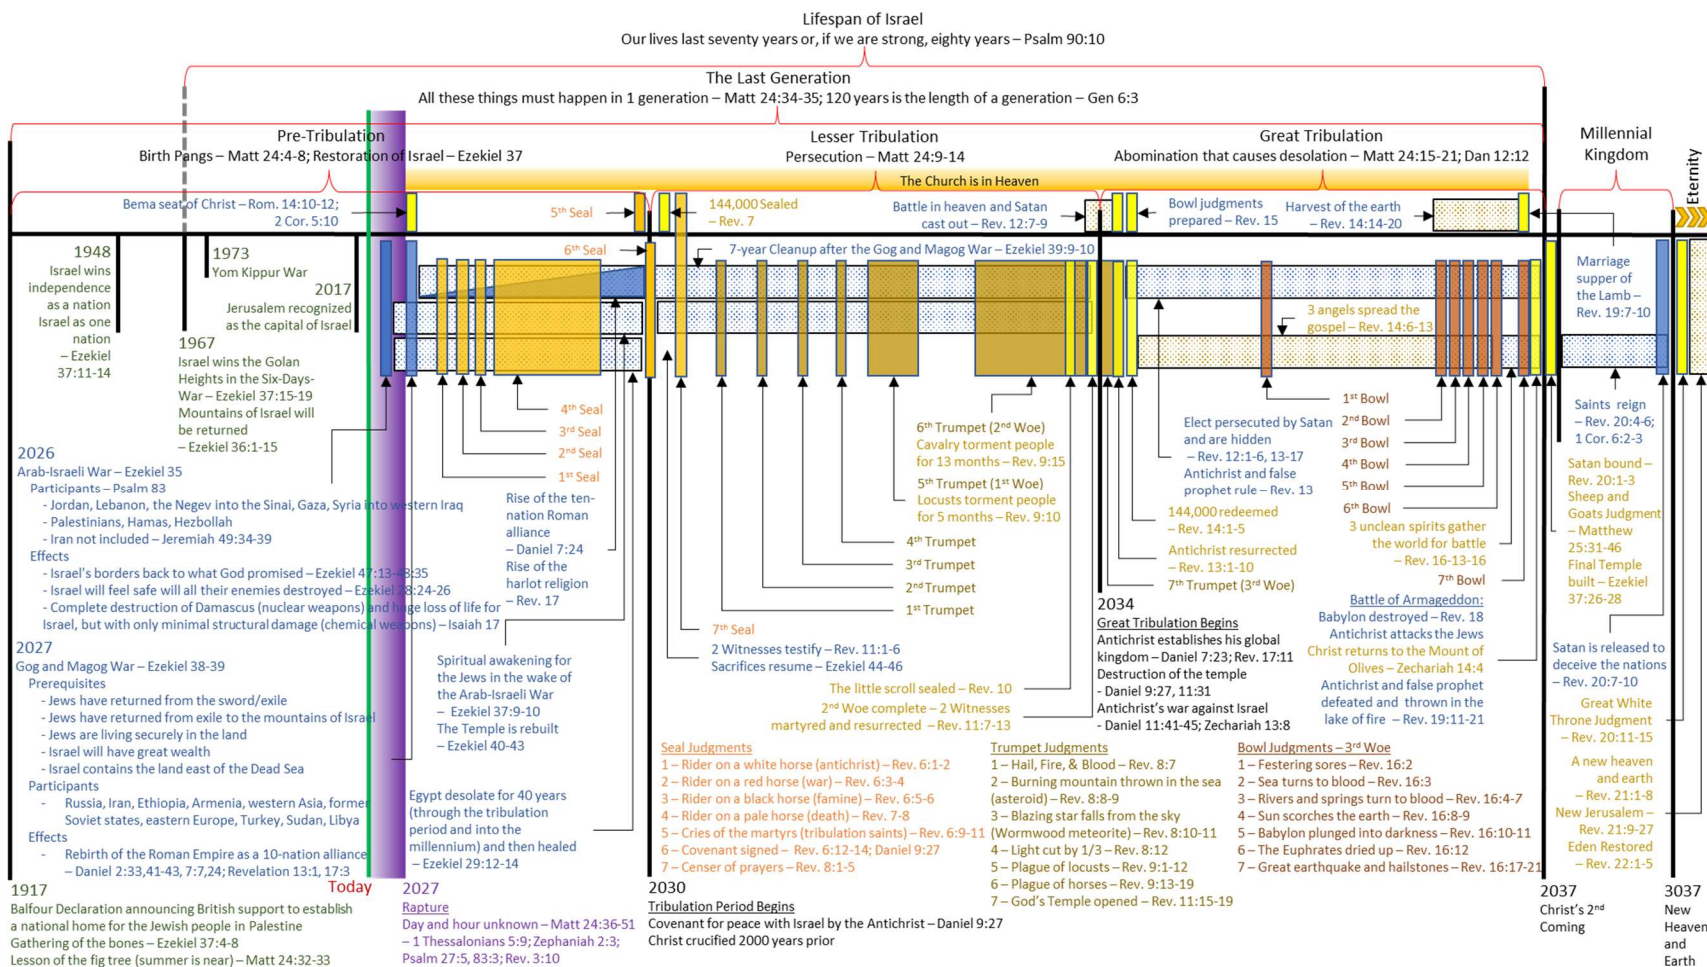 Lifespan of Israel
Our lives last seventy years or, if we are strong, eighty years – Psalm 90:10
The Last Generation
All these things must happen in 1 generation – Matt 24:34-35; 120 years is the length of a generation – Gen 6:3
Pre-Tribulation
Birth Pangs – Matt 24:4-8; Restoration of Israel – Ezekiel 37
Lesser Tribulation
Persecution – Matt 24:9-14
Great Tribulation
Abomination that causes desolation – Matt 24:15-21; Dan 12:12
Millennial
Kingdom
Eternity
The Church is in Heaven
Bema seat of Christ – Rom. 14:10-12;
2 Cor. 5:10
5th Seal
144,000 Sealed
– Rev. 7
Battle in heaven and Satan
cast out – Rev. 12:7-9
Bowl judgments
prepared – Rev. 15
Harvest of the earth
– Rev. 14:14-20
6th Seal
7-year Cleanup after the Gog and Magog War – Ezekiel 39:9-10
1948
Israel wins
independence
as a nation
Israel as one
nation
– Ezekiel
37:11-14
1973
Yom Kippur War
2017
Jerusalem recognized
as the capital of Israel
1967
Israel wins the Golan
Heights in the Six-Days-
War – Ezekiel 37:15-19
Mountains of Israel will
be returned
– Ezekiel 36:1-15
Marriage
supper of
the Lamb –
Rev. 19:7-10
3 angels spread the
gospel – Rev. 14:6-13
4th Seal
3rd Seal
2nd Seal
1st Seal
Rise of the ten-
nation Roman
alliance
– Daniel 7:24
Rise of the
harlot religion
– Rev. 17
6th Trumpet (2nd Woe)
Cavalry torment people
for 13 months – Rev. 9:15
5th Trumpet (1st Woe)
Locusts torment people
for 5 months – Rev. 9:10
4th Trumpet
3rd Trumpet
2nd Trumpet
1st Trumpet
Elect persecuted by Satan
and are hidden
– Rev. 12:1-6, 13-17
Antichrist and false
prophet rule – Rev. 13
144,000 redeemed
– Rev. 14:1-5
Antichrist resurrected
– Rev. 13:1-10
7th Trumpet (3rd Woe)
1st Bowl
2nd Bowl
3rd Bowl
4th Bowl
5th Bowl
6th Bowl
3 unclean spirits gather
the world for battle
– Rev. 16-13-16
7th Bowl
Battle of Armageddon:
Babylon destroyed – Rev. 18
Antichrist attacks the Jews
Christ returns to the Mount of
Olives – Zechariah 14:4
Antichrist and false prophet
defeated and thrown in the
lake of fire – Rev. 19:11-21
Saints reign
– Rev. 20:4-6;
1 Cor. 6:2-3
Satan bound –
Rev. 20:1-3
Sheep and
Goats Judgment
– Matthew
25:31-46
Final Temple
built – Ezekiel
37:26-28
Satan is released to
deceive the nations
– Rev. 20:7-10
Great White
Throne Judgment
– Rev. 20:11-15
A new heaven
and earth
– Rev. 21:1-8
New Jerusalem –
Rev. 21:9-27
Eden Restored
– Rev. 22:1-5
2026
Arab-Israeli War – Ezekiel 35
Participants – Psalm 83
- Jordan, Lebanon, the Negev into the Sinai, Gaza, Syria into western Iraq
- Palestinians, Hamas, Hezbollah
- Iran not included – Jeremiah 49:34-39
Effects
- Israel's borders back to what God promised – Ezekiel 47:13-48:35
- Israel will feel safe will all their enemies destroyed – Ezekiel 28:24-26
- Complete destruction of Damascus (nuclear weapons) and huge loss of life for
Israel, but with only minimal structural damage (chemical weapons) – Isaiah 17
2027
Gog and Magog War – Ezekiel 38-39
Prerequisites
- Jews have returned from the sword/exile
- Jews have returned from exile to the mountains of Israel
- Jews are living securely in the land
- Israel will have great wealth
- Israel contains the land east of the Dead Sea
Participants
- Russia, Iran, Ethiopia, Armenia, western Asia, former
Soviet states, eastern Europe, Turkey, Sudan, Libya
Effects
- Rebirth of the Roman Empire as a 10-nation alliance
– Daniel 2:33,41-43, 7:7,24; Revelation 13:1, 17:3
Today
Spiritual awakening for
the Jews in the wake of
the Arab-Israeli War
– Ezekiel 37:9-10
The Temple is rebuilt
– Ezekiel 40-43
Egypt desolate for 40 years
(through the tribulation
period and into the
millennium) and then healed
– Ezekiel 29:12-14
7th Seal
2 Witnesses testify – Rev. 11:1-6
Sacrifices resume – Ezekiel 44-46
The little scroll sealed – Rev. 10
2nd Woe complete – 2 Witnesses
martyred and resurrected – Rev. 11:7-13
2034
Great Tribulation Begins
Antichrist establishes his global
kingdom – Daniel 7:23; Rev. 17:11
Destruction of the temple
- Daniel 9:27, 11:31
Antichrist's war against Israel
- Daniel 11:41-45; Zechariah 13:8
Seal Judgments
1 – Rider on a white horse (antichrist) – Rev. 6:1-2
2 – Rider on a red horse (war) – Rev. 6:3-4
3 – Rider on a black horse (famine) – Rev. 6:5-6
4 – Rider on a pale horse (death) – Rev. 7-8
5 – Cries of the martyrs (tribulation saints) – Rev. 6:9-11
6 – Covenant signed – Rev. 6:12-14; Daniel 9:27
7 – Censer of prayers – Rev. 8:1-5
Trumpet Judgments
1 – Hail, Fire, & Blood – Rev. 8:7
2 – Burning mountain thrown in the sea
(asteroid) – Rev. 8:8-9
3 – Blazing star falls from the sky
(Wormwood meteorite) – Rev. 8:10-11
4 – Light cut by 1/3 – Rev. 8:12
5 – Plague of locusts – Rev. 9:1-12
6 – Plague of horses – Rev. 9:13-19
7 – God's Temple opened – Rev. 11:15-19
Bowl Judgments – 3rd Woe
1 – Festering sores – Rev. 16:2
2 – Sea turns to blood – Rev. 16:3
3 – Rivers and springs turn to blood – Rev. 16:4-7
4 – Sun scorches the earth – Rev. 16:8-9
5 – Babylon plunged into darkness – Rev. 16:10-11
6 – The Euphrates dried up – Rev. 16:12
7 – Great earthquake and hailstones – Rev. 16:17-21
1917
Balfour Declaration announcing British support to establish
a national home for the Jewish people in Palestine
Gathering of the bones – Ezekiel 37:4-8
Lesson of the fig tree (summer is near) – Matt 24:32-33
2027
Rapture
Day and hour unknown – Matt 24:36-51
– 1 Thessalonians 5:9; Zephaniah 2:3;
Psalm 27:5, 83:3; Rev. 3:10
2030
Tribulation Period Begins
Covenant for peace with Israel by the Antichrist – Daniel 9:27
Christ crucified 2000 years prior
2037
Christ's 2nd
Coming
3037
New
Heaven
and
Earth